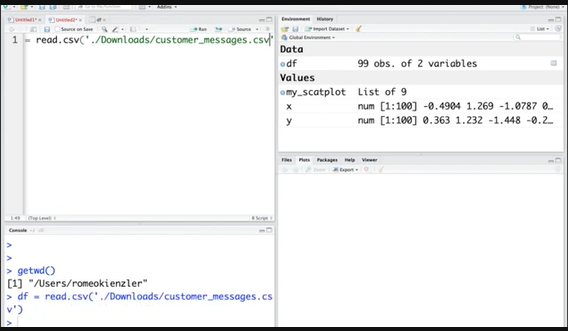 Addins
Project: (None)
Untitled1*
Untitled2*
df
Source on Save
Run
Source
1 = read.csv('./Downloads/customer_messages.csv'
1:49
(Top Level)
R Script
Console
>
>
> getwd()
[1] "/Users/romeokienzler"
> df = read.csv('./Downloads/customer_messages.cs
v')
>
Environment History
Import Dataset
List
Global Environment
Data
df 99 obs. of 2 variables
Values
my_scatplot List of 9
x num [1:100] -0.4904 1.269 -1.0787 0…
y num [1:100] 0.363 1.232 -1.448 -0.2…
Files Plots Packages Help Viewer
Zoom Export